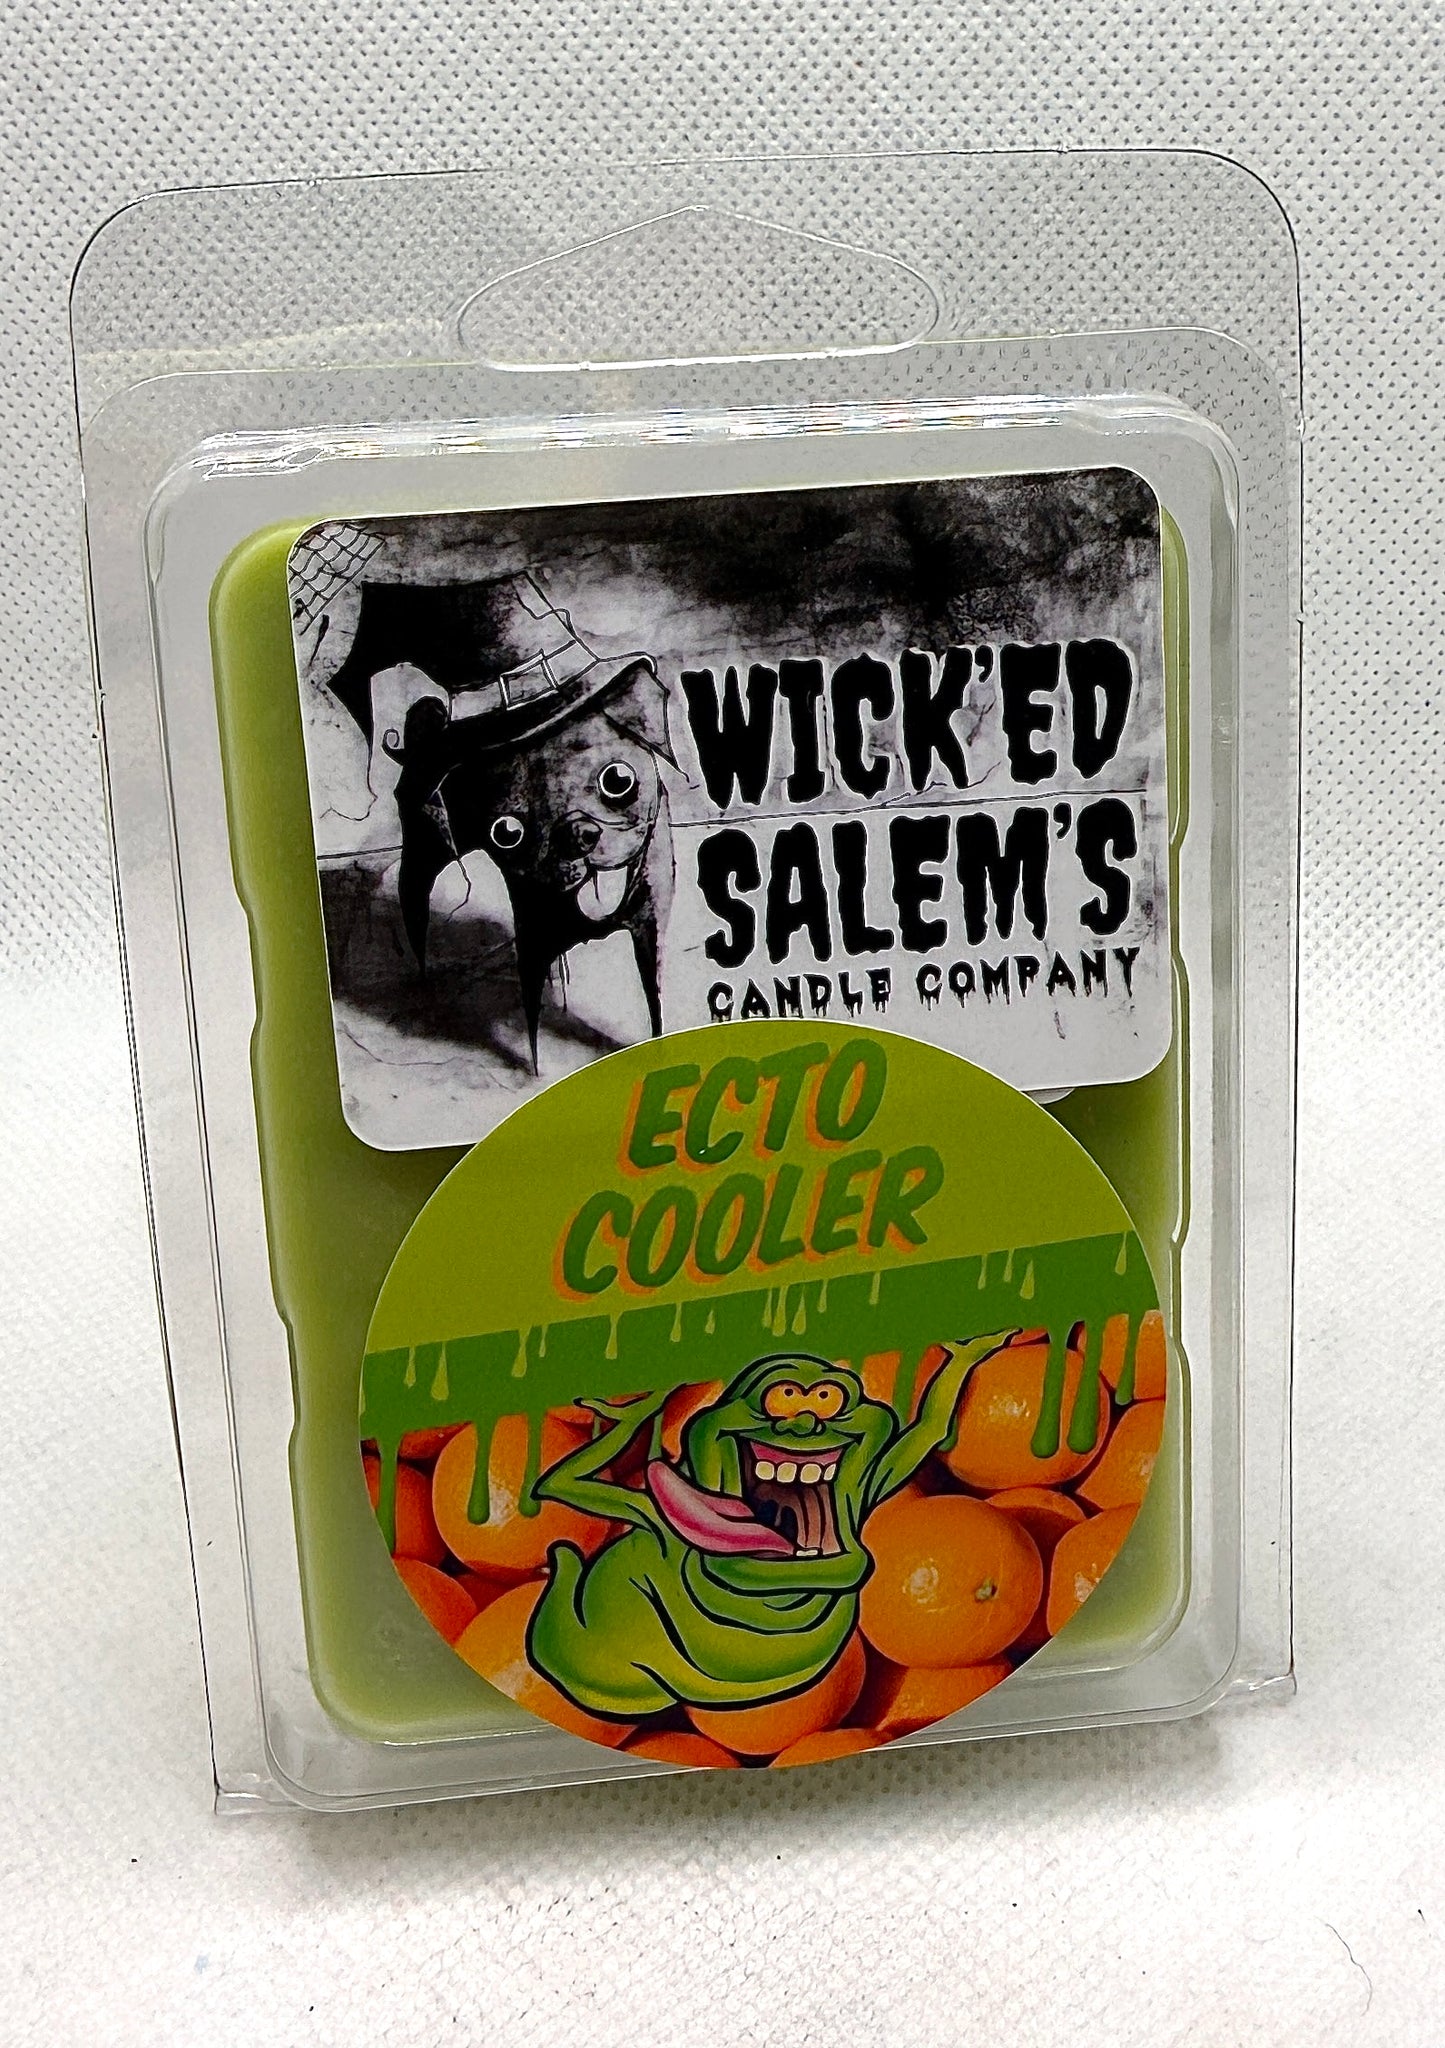 WICK'ED
SALEM'S
CANDLE COMPANY
ECTO
COOLER